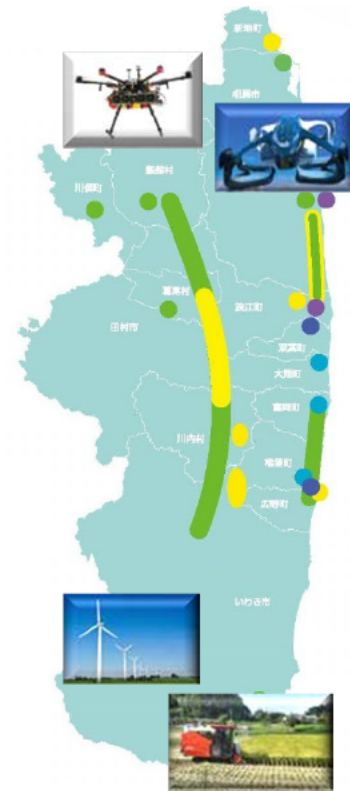 新地町
相馬市
飯舘村
川俣町
葛尾村
浪江町
田村市
双葉町
大熊町
富岡町
川内村
楢葉町
広野町
いわき市